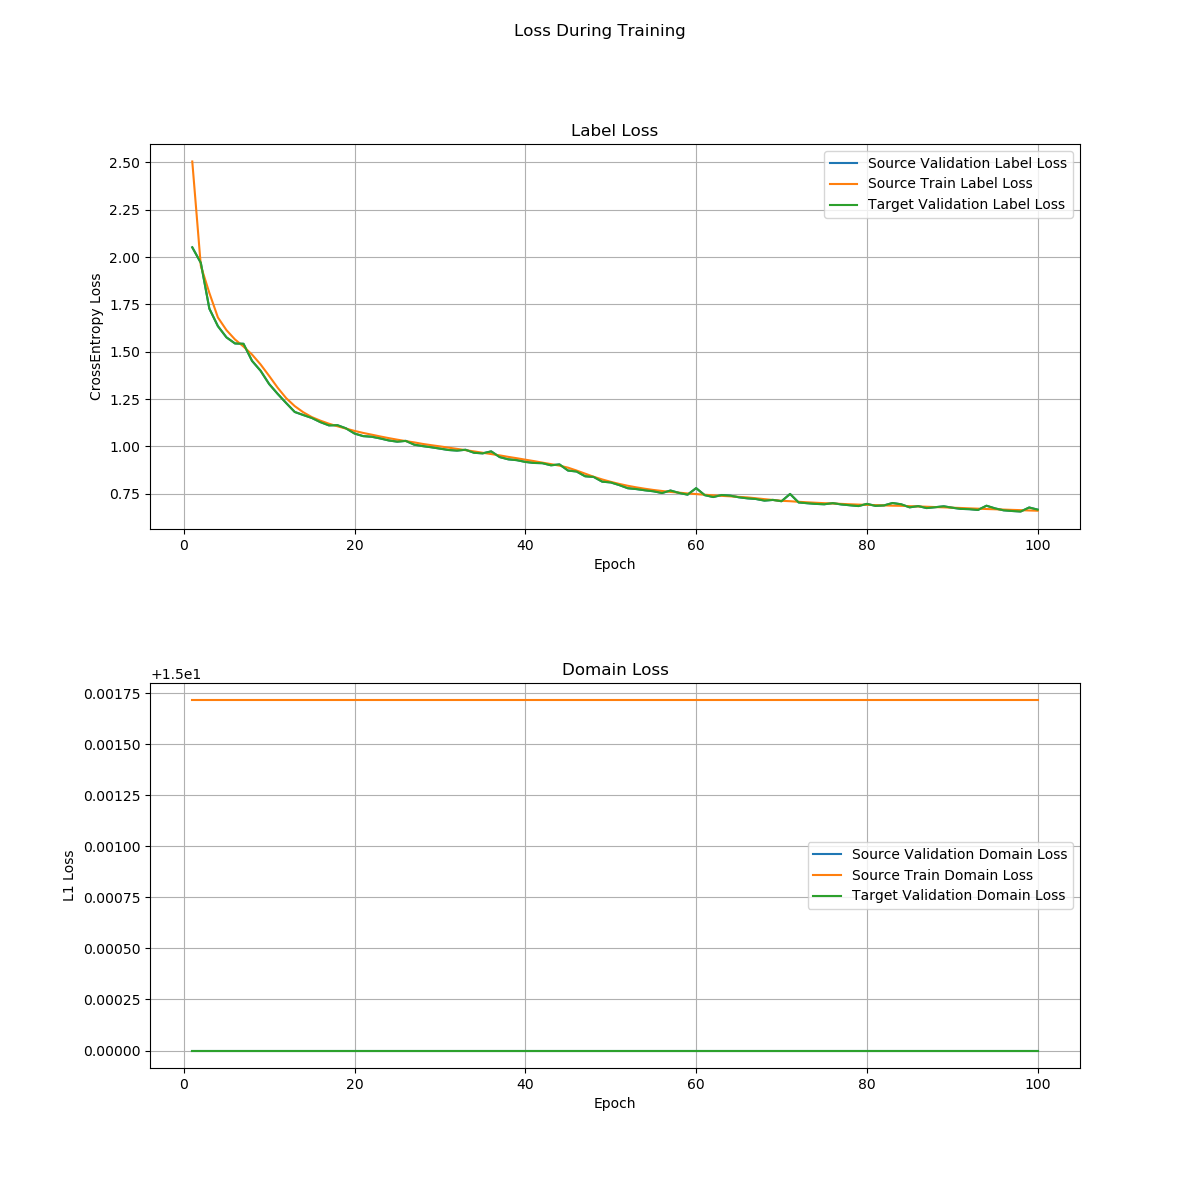 Loss During Training
Label Loss
2.50
2.25
2.00
1.75
1.50
1.25
1.00
0.75
CrossEntropy Loss
Source Validation Label Loss
Source Train Label Loss
Target Validation Label Loss
0 20 40 60 80 100
Epoch
Domain Loss
+1.5e1
0.00175
0.00150
0.00125
0.00100
0.00075
0.00050
0.00025
0.00000
L1 Loss
Source Validation Domain Loss
Source Train Domain Loss
Target Validation Domain Loss
0 20 40 60 80 100
Epoch